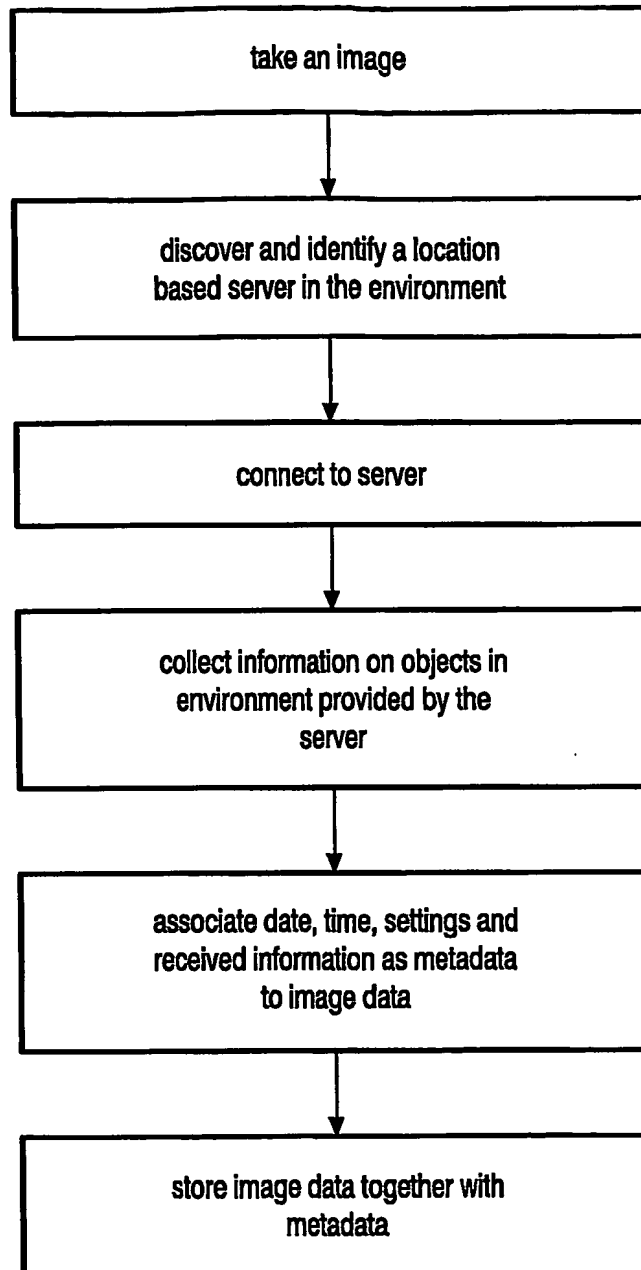 take an image
discover and identify a location
based server in the environment
connect to server
collect information on objects in
environment provided by the
server
associate date, time, settings and
received information as metadata
to image data
store image data together with
metadata